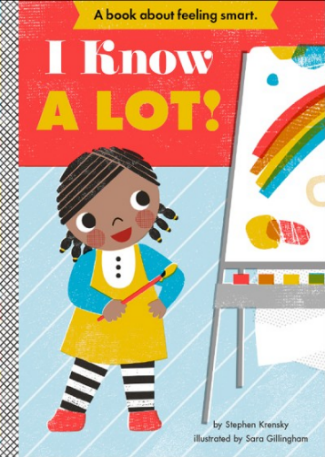 A book about feeling smart.
I Know
A LOT!
by Stephen Krensky
illustrated by Sara Gillingham